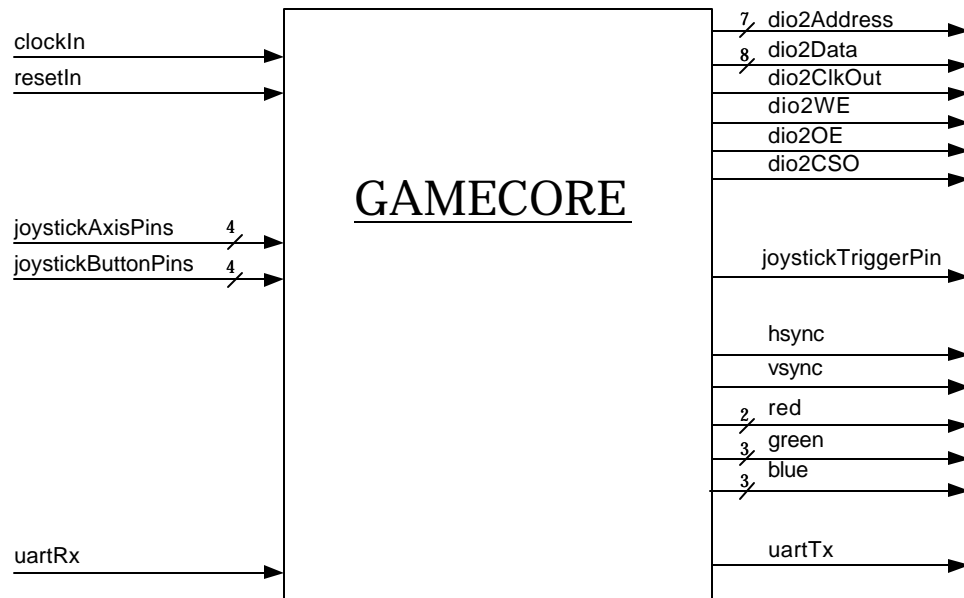 clockIn
resetIn
joystickAxisPins 4
joystickButtonPins 4
uartRx
GAMECORE
7 dio2Address
8 dio2Data
dio2ClkOut
dio2WE
dio2OE
dio2CSO
joystickTriggerPin
hsync
vsync
2 red
3 green
3 blue
uartTx